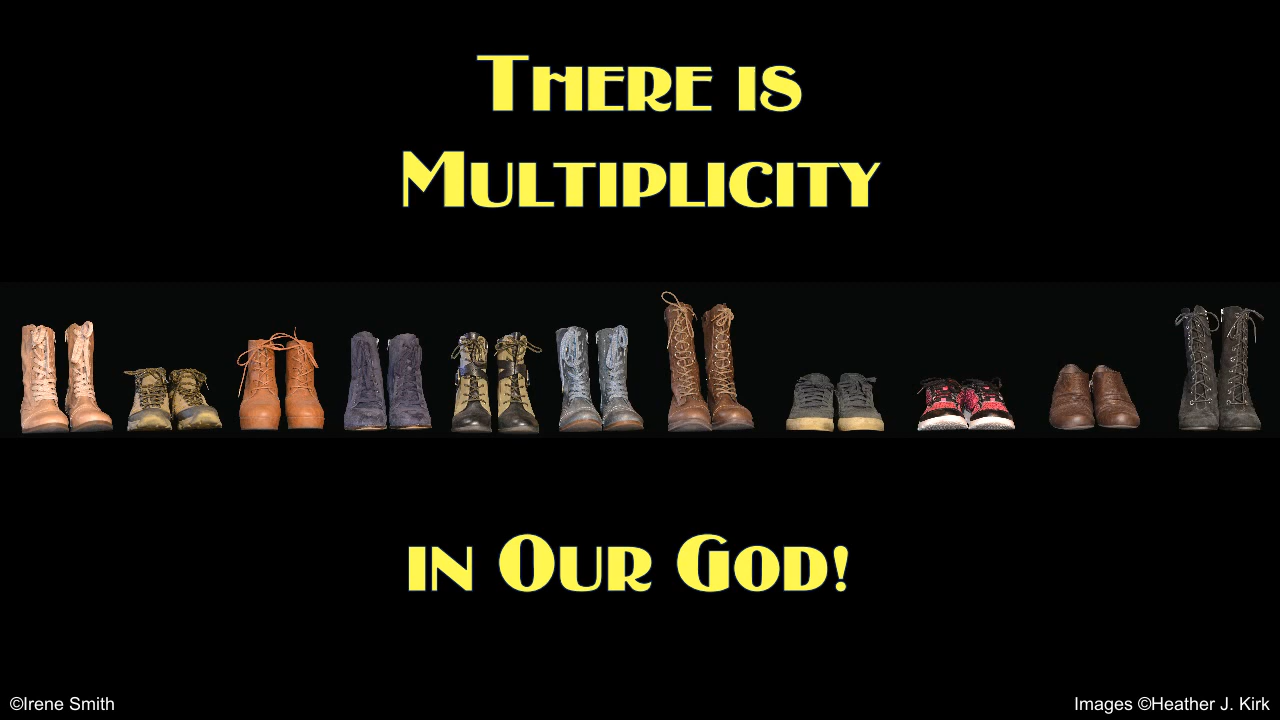 There is
Multiplicity
in Our God!
©Irene Smith
Images ©Heather J. Kirk